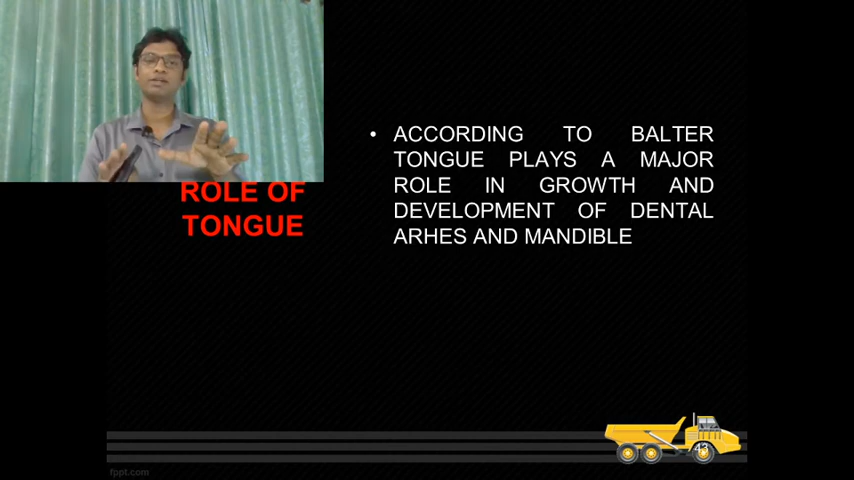 ROLE OF
TONGUE
• ACCORDING TO BALTER
TONGUE PLAYS A MAJOR
ROLE IN GROWTH AND
DEVELOPMENT OF DENTAL
ARHES AND MANDIBLE
43
fppt.com